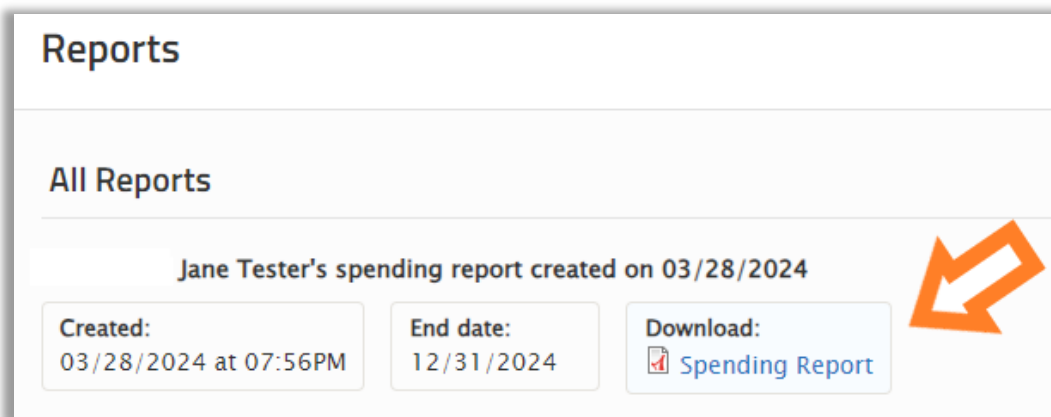 Reports
All Reports
Jane Tester's spending report created on 03/28/2024
Created:
03/28/2024 at 07:56PM
End date:
12/31/2024
Download:
Spending Report